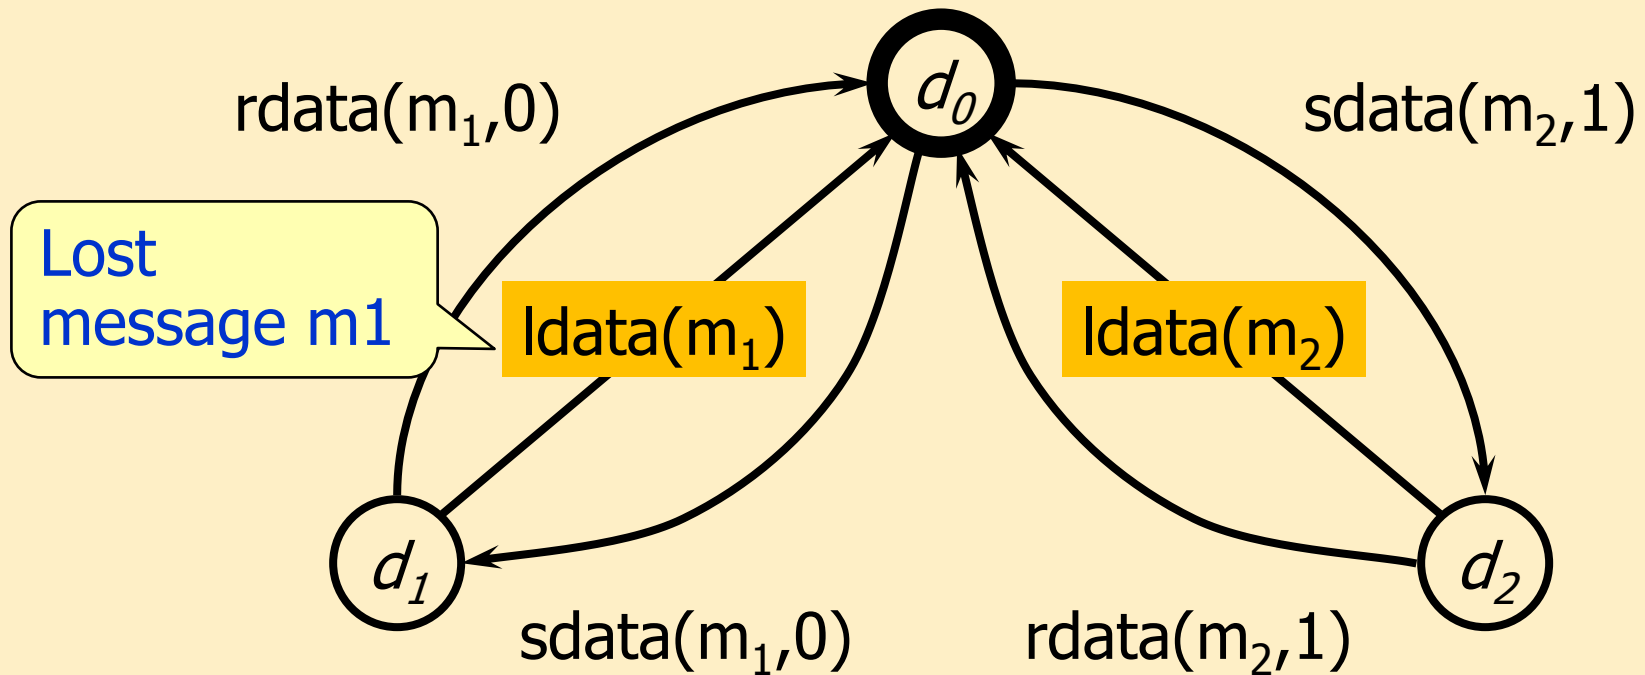 d₀
rdata(m₁,0)
sdata(m₂,1)
Lost
message m1
ldata(m₁)
ldata(m₂)
d₁
d₂
sdata(m₁,0)
rdata(m₂,1)